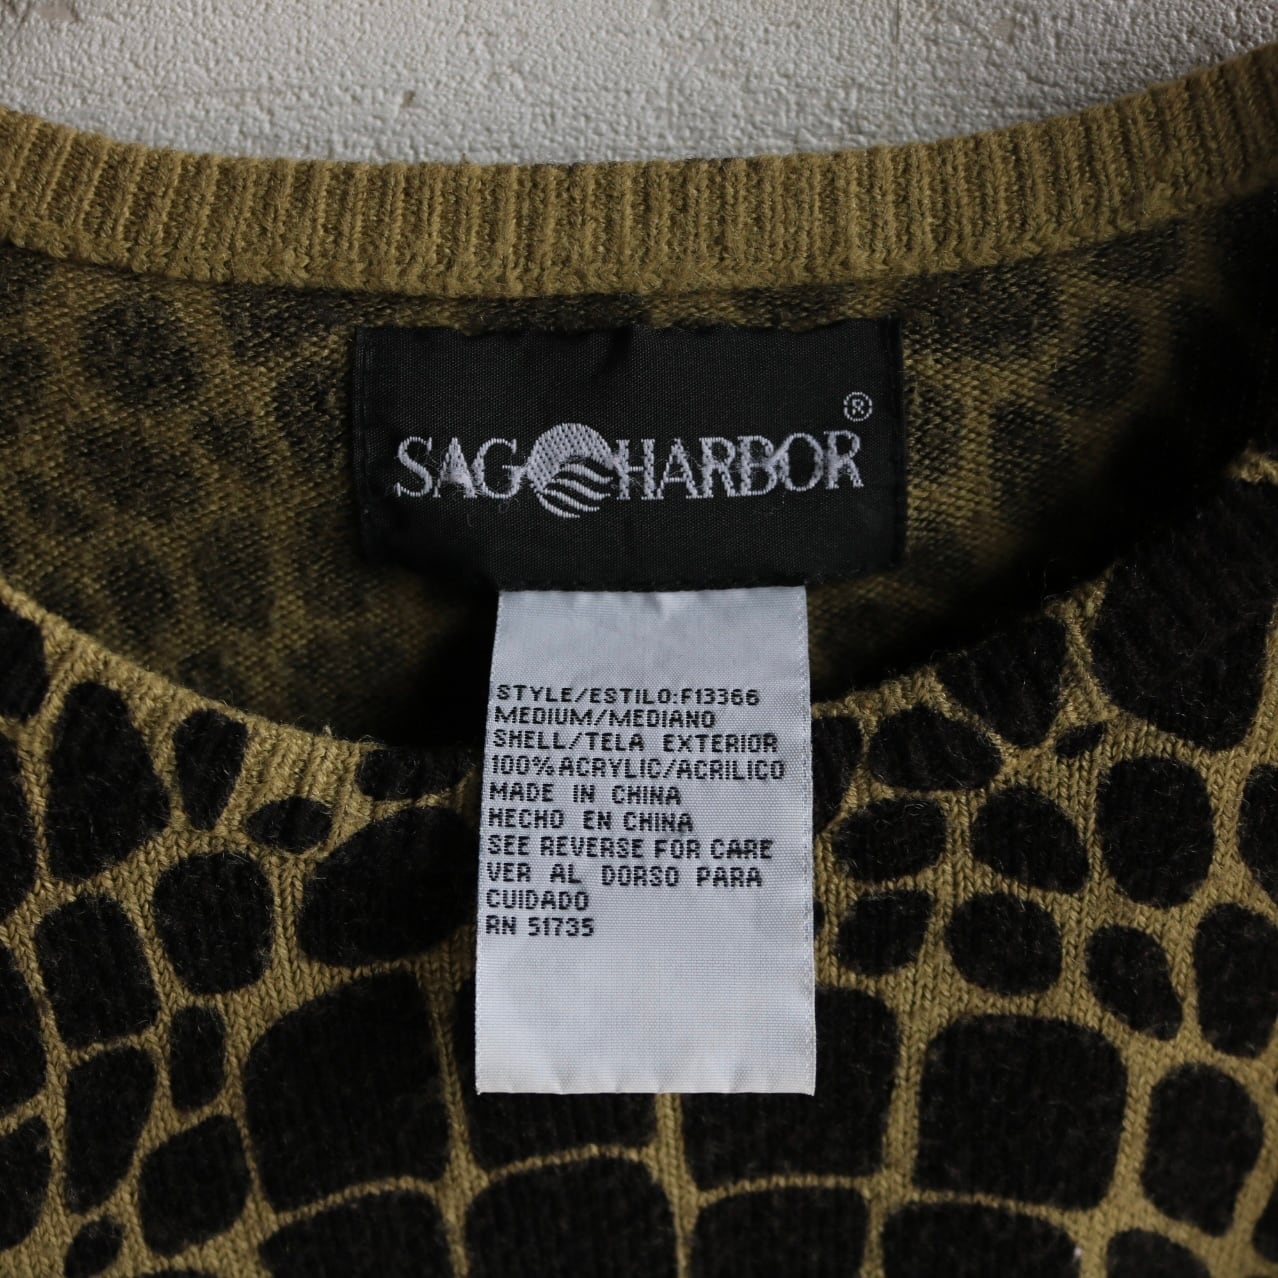 SAG HARBOR®
STYLE/ESTILO:F13366
MEDIUM/MEDIANO
SHELL/TELA EXTERIOR
100% ACRYLIC/ACRILICO
MADE IN CHINA
HECHO EN CHINA
SEE REVERSE FOR CARE
VER AL DORSO PARA
CUIDADO
RN 51735